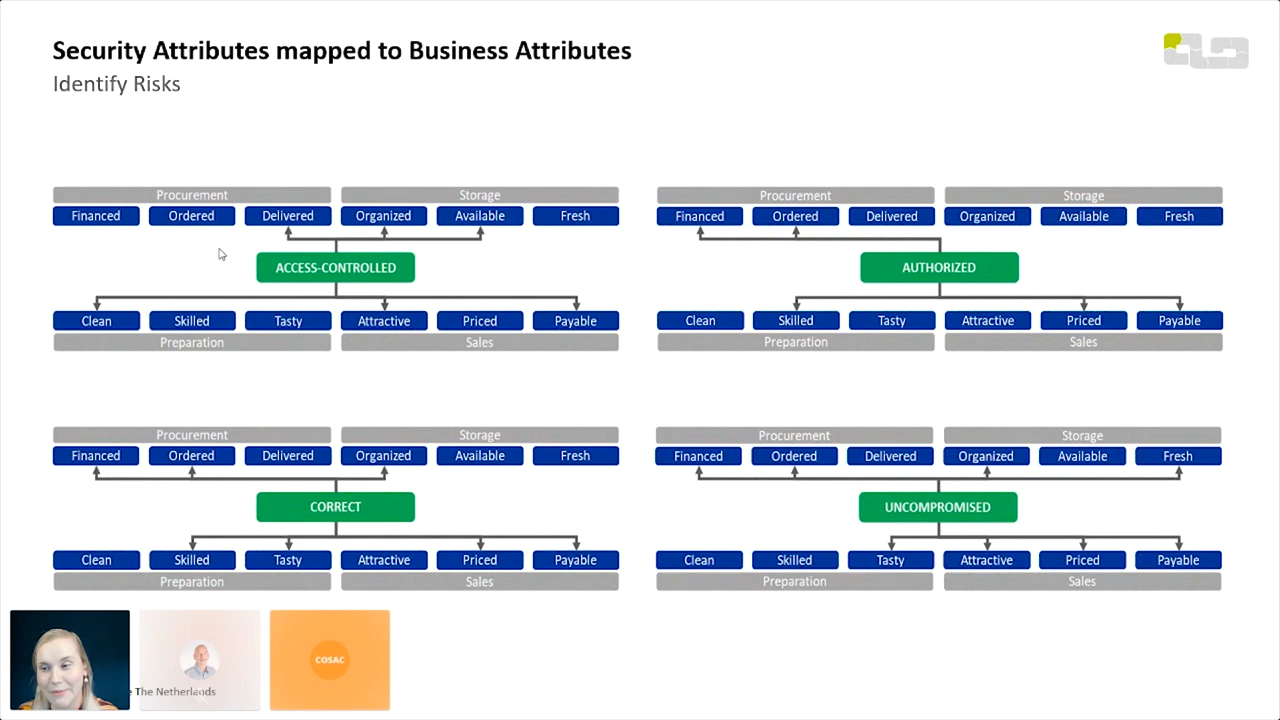 Security Attributes mapped to Business Attributes
Identify Risks
Procurement Storage
Financed Ordered Delivered Organized Available Fresh
ACCESS-CONTROLLED
Clean Skilled Tasty Attractive Priced Payable
Preparation Sales
Procurement Storage
Financed Ordered Delivered Organized Available Fresh
AUTHORIZED
Clean Skilled Tasty Attractive Priced Payable
Preparation Sales
Procurement Storage
Financed Ordered Delivered Organized Available Fresh
CORRECT
Clean Skilled Tasty Attractive Priced Payable
Preparation Sales
Procurement Storage
Financed Ordered Delivered Organized Available Fresh
UNCOMPROMISED
Clean Skilled Tasty Attractive Priced Payable
Preparation Sales
COSAC
The Netherlands